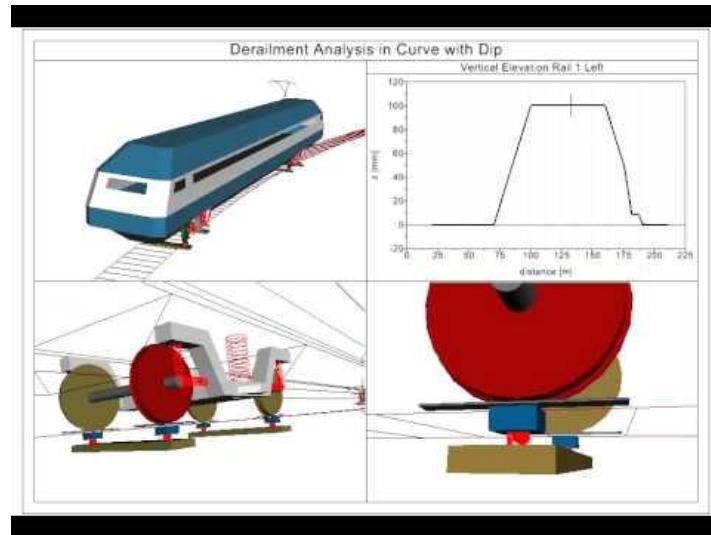 Derailment Analysis in Curve with Dip
Vertical Elevation Rail 1 Left
120
100
80
60
40
20
0
-20
z [mm]
0 25 50 75 100 125 150 175 200 225
distance [m]